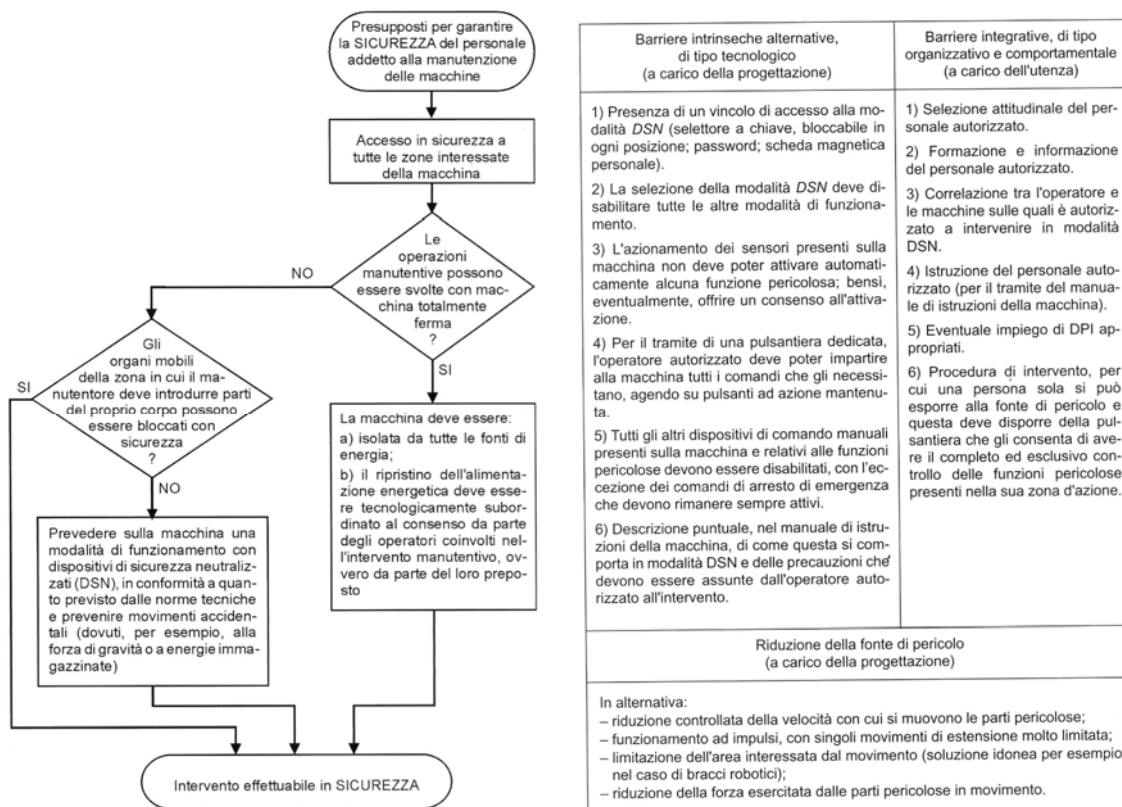 Presupposti per garantire
la SICUREZZA del personale
addetto alla manutenzione
delle macchine
Accesso in sicurezza a
tutte le zone interessate
della macchina
Le
operazioni
manutentive possono
essere svolte con mac-
china totalmente
ferma
?
NO
SI
Gli
organi mobili
della zona in cui il ma-
nutentore deve introdurre parti
del proprio corpo possono
essere bloccati con
sicurezza
?
SI
NO
La macchina deve essere:
a) isolata da tutte le fonti di
energia;
b) il ripristino dell'alimenta-
zione energetica deve esse-
re tecnologicamente subor-
dinato al consenso da parte
degli operatori coinvolti nel-
l'intervento manutentivo, ov-
vero da parte del loro prepo-
sto
Prevedere sulla macchina una
modalità di funzionamento con
dispositivi di sicurezza neutraliz-
zati (DSN), in conformità a quan-
to previsto dalle norme tecniche
e prevenire movimenti acciden-
tali (dovuti, per esempio, alla
forza di gravità o a energie imma-
gazzinate)
Intervento effettuabile in SICUREZZA
Barriere intrinseche alternative,
di tipo tecnologico
(a carico della progettazione)
1) Presenza di un vincolo di accesso alla mo-
dalità DSN (selettore a chiave, bloccabile in
ogni posizione; password; scheda magnetica
personale).
2) La selezione della modalità DSN deve di-
sabilitare tutte le altre modalità di funziona-
mento.
3) L'azionamento dei sensori presenti sulla
macchina non deve poter attivare automati-
camente alcuna funzione pericolosa; bensì,
eventualmente, offrire un consenso all'attiva-
zione.
4) Per il tramite di una pulsantiera dedicata,
l'operatore autorizzato deve poter impartire
alla macchina tutti i comandi che gli necessi-
tano, agendo su pulsanti ad azione mantenu-
ta.
5) Tutti gli altri dispositivi di comando manuali
presenti sulla macchina e relativi alle funzioni
pericolose devono essere disabilitati, con l'ec-
cezione dei comandi di arresto di emergenza
che devono rimanere sempre attivi.
6) Descrizione puntuale, nel manuale di istru-
zioni della macchina, di come questa si com-
porta in modalità DSN e delle precauzioni che
devono essere assunte dall'operatore auto-
rizzato all'intervento.
Barriere integrative, di tipo
organizzativo e comportamentale
(a carico dell'utenza)
1) Selezione attitudinale del per-
sonale autorizzato.
2) Formazione e informazione
del personale autorizzato.
3) Correlazione tra l'operatore e
le macchine sulle quali è autoriz-
zato a intervenire in modalità
DSN.
4) Istruzione del personale auto-
rizzato (per il tramite del manua-
le di istruzioni della macchina).
5) Eventuale impiego di DPI ap-
propriati.
6) Procedura di intervento, per
cui una persona sola si può
esporre alla fonte di pericolo e
questa deve disporre della pul-
santiera che gli consenta di ave-
re il completo ed esclusivo con-
trollo delle funzioni pericolose
presenti nella sua zona d'azione.
Riduzione della fonte di pericolo
(a carico della progettazione)
In alternativa:
– riduzione controllata della velocità con cui si muovono le parti pericolose;
– funzionamento ad impulsi, con singoli movimenti di estensione molto limitata;
– limitazione dell'area interessata dal movimento (soluzione idonea per esempio
nel caso di bracci robotici);
– riduzione della forza esercitata dalle parti pericolose in movimento.